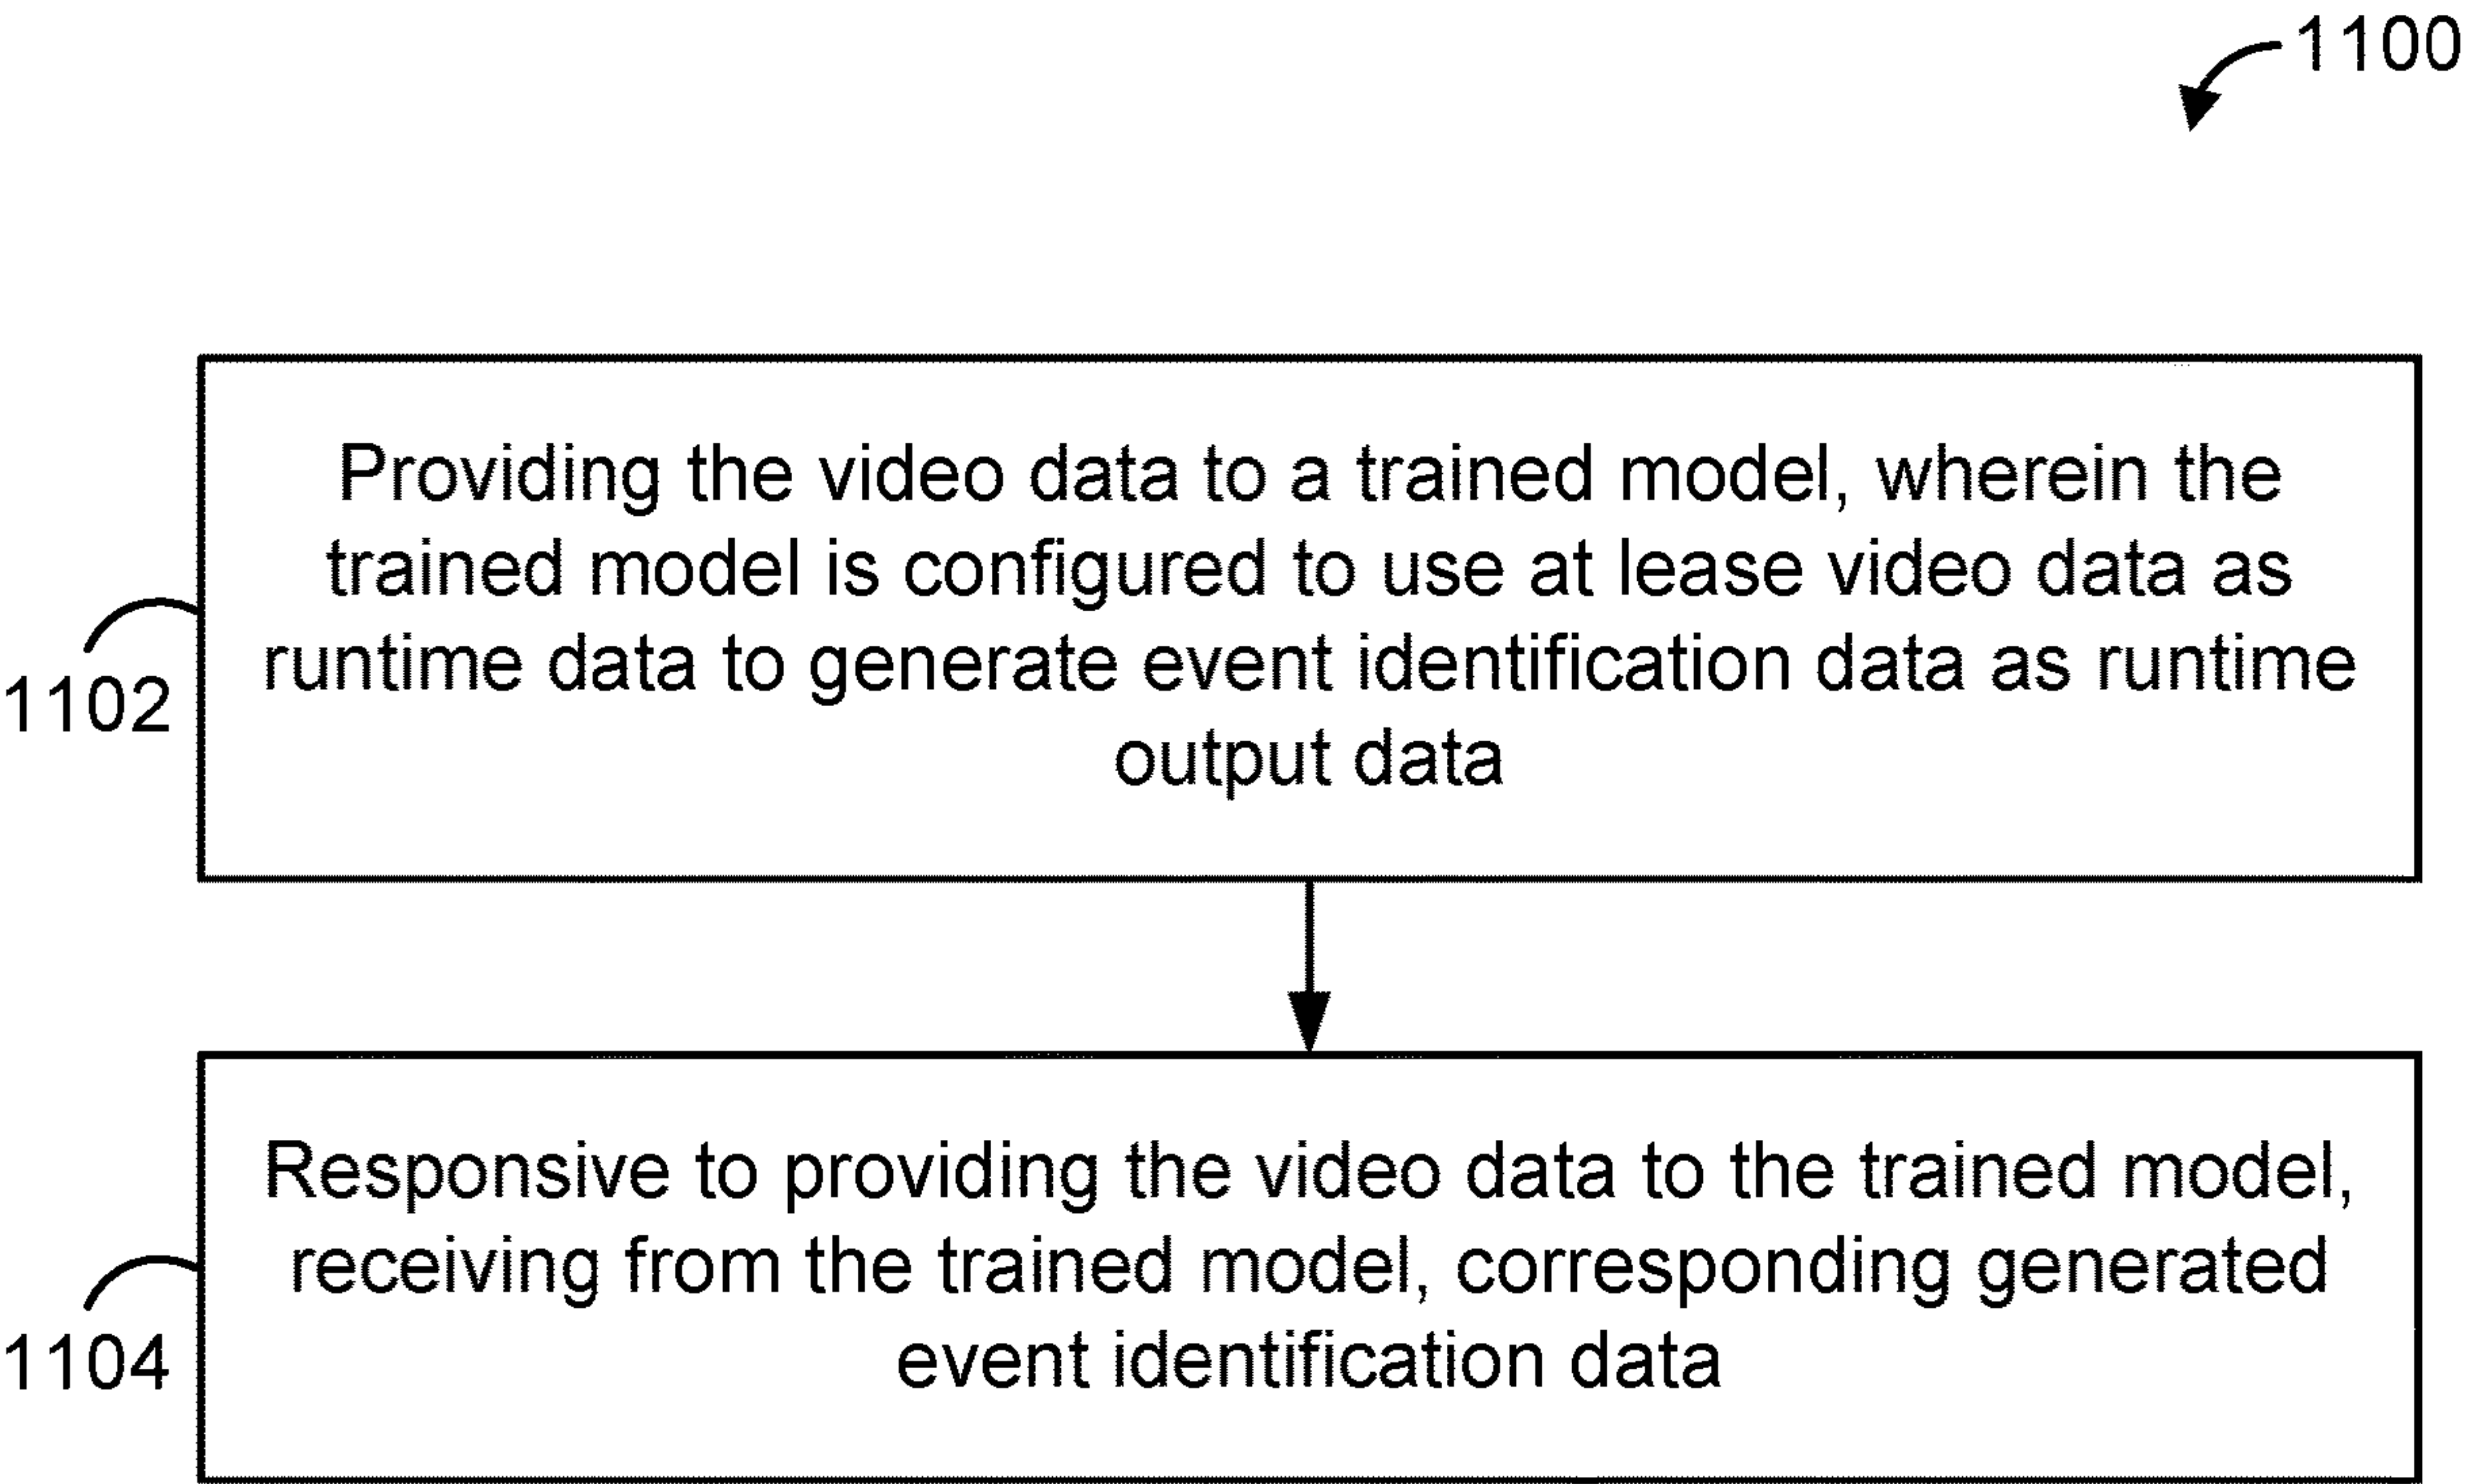 1100
Providing the video data to a trained model, wherein the
trained model is configured to use at lease video data as
runtime data to generate event identification data as runtime
output data
1102
Responsive to providing the video data to the trained model,
receiving from the trained model, corresponding generated
event identification data
1104